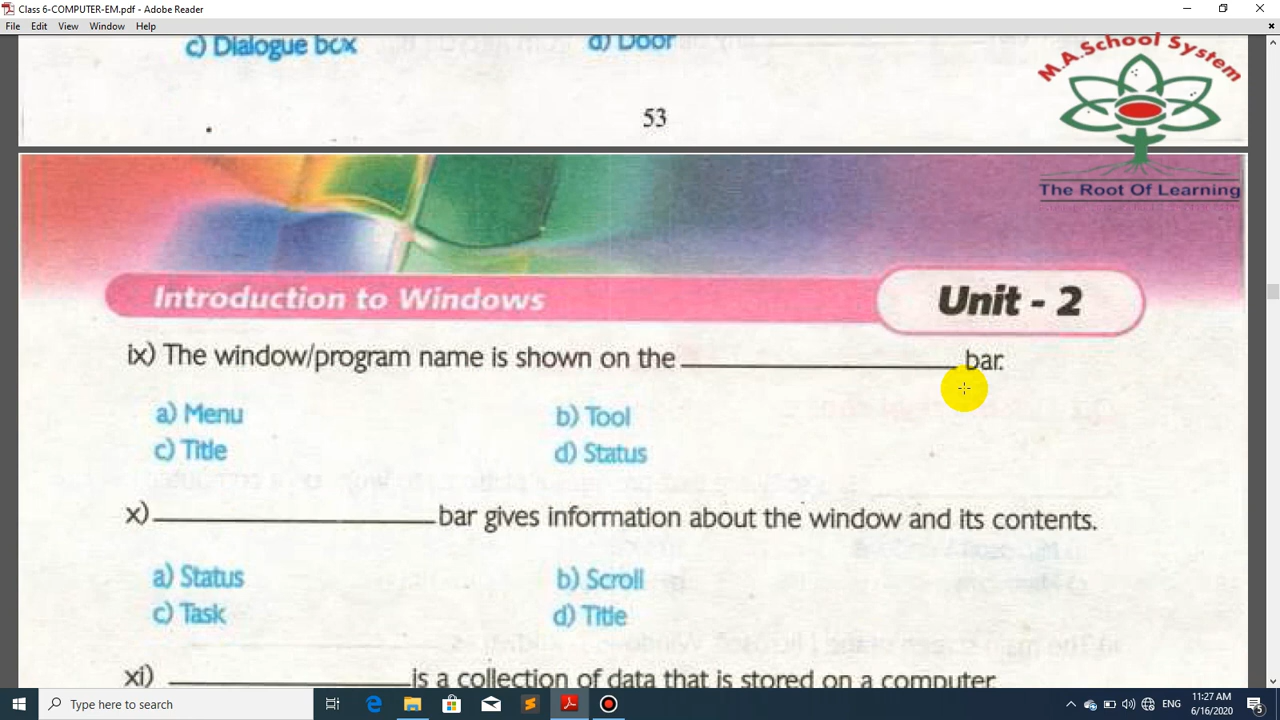 Class 6-COMPUTER-EM.pdf - Adobe Reader
File Edit View Window Help
c) Dialogue box d) Door
M.A.School System
The Root Of Learning
53
Introduction to Windows
Unit - 2
ix) The window/program name is shown on the ____________ bar.
a) Menu b) Tool
c) Title d) Status
x) ____________ bar gives information about the window and its contents.
a) Status b) Scroll
c) Task d) Title
xi) ____________ is a collection of data that is stored on a computer.
Type here to search
ENG
11:27 AM
6/16/2020
5